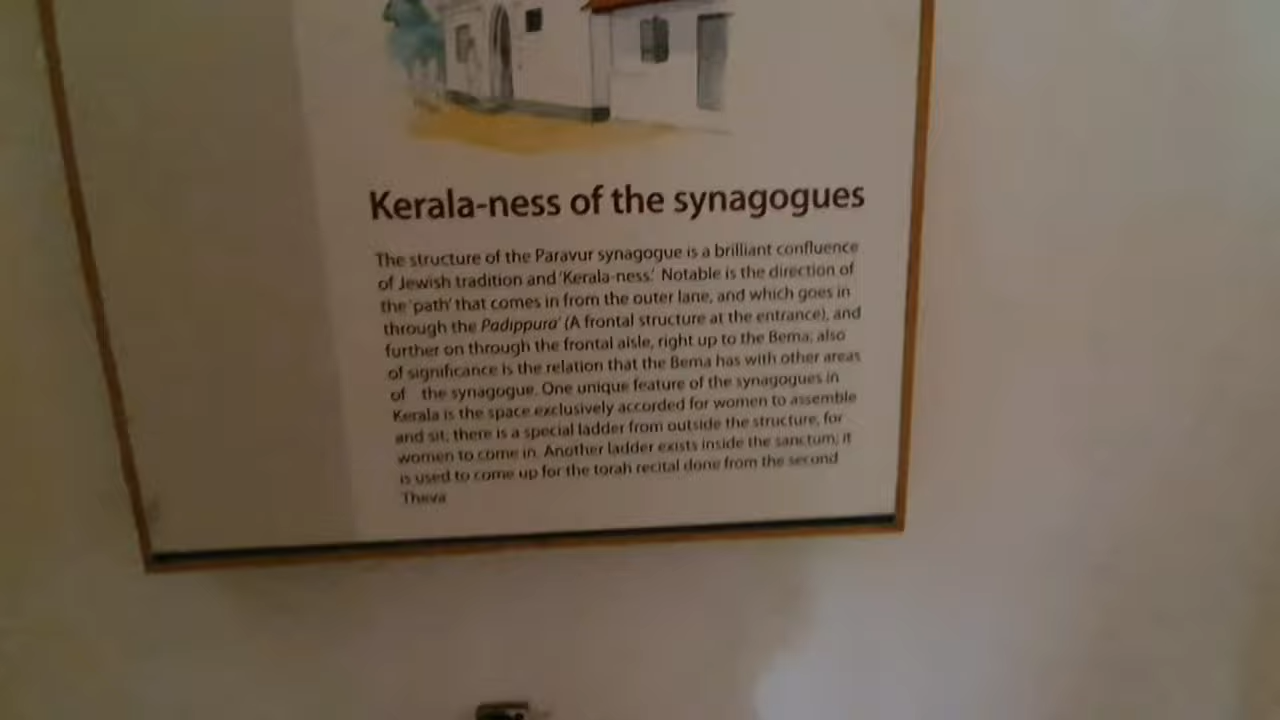 Kerala-ness of the synagogues
The structure of the Paravur synagogue is a brilliant confluence
of Jewish tradition and 'Kerala-ness.' Notable is the direction of
the 'path' that comes in from the outer lane, and which goes in
through the Padippura' (A frontal structure at the entrance), and
further on through the frontal aisle, right up to the Bema; also
of significance is the relation that the Bema has with other areas
of the synagogue. One unique feature of the synagogues in
Kerala is the space exclusively accorded for women to assemble
and sit; there is a special ladder from outside the structure, for
women to come in. Another ladder exists inside the sanctum; it
is used to come up for the torah recital done from the second